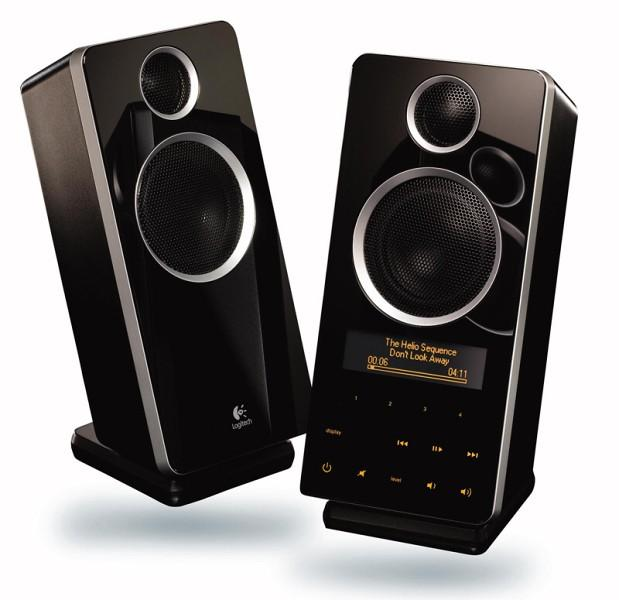 Logitech
The Helio Sequence
Don't Look Away
00:06 04:11
1 2 3 4
display
level